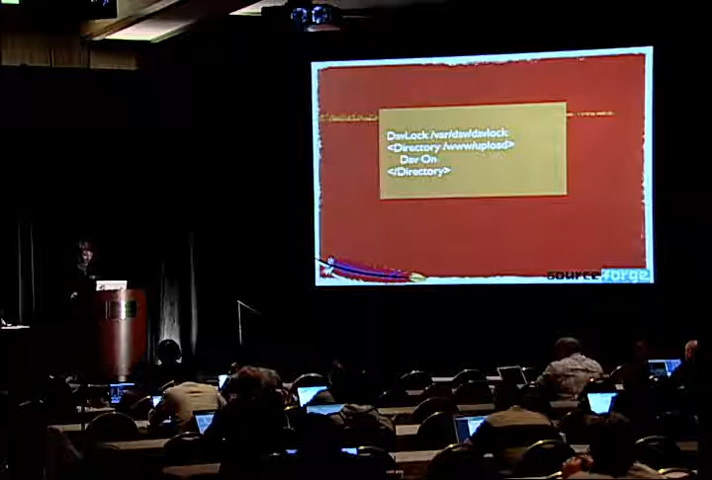 DavLock /var/dav/davlock
<Directory /www/upload>
Dav On
</Directory>
sourceforge